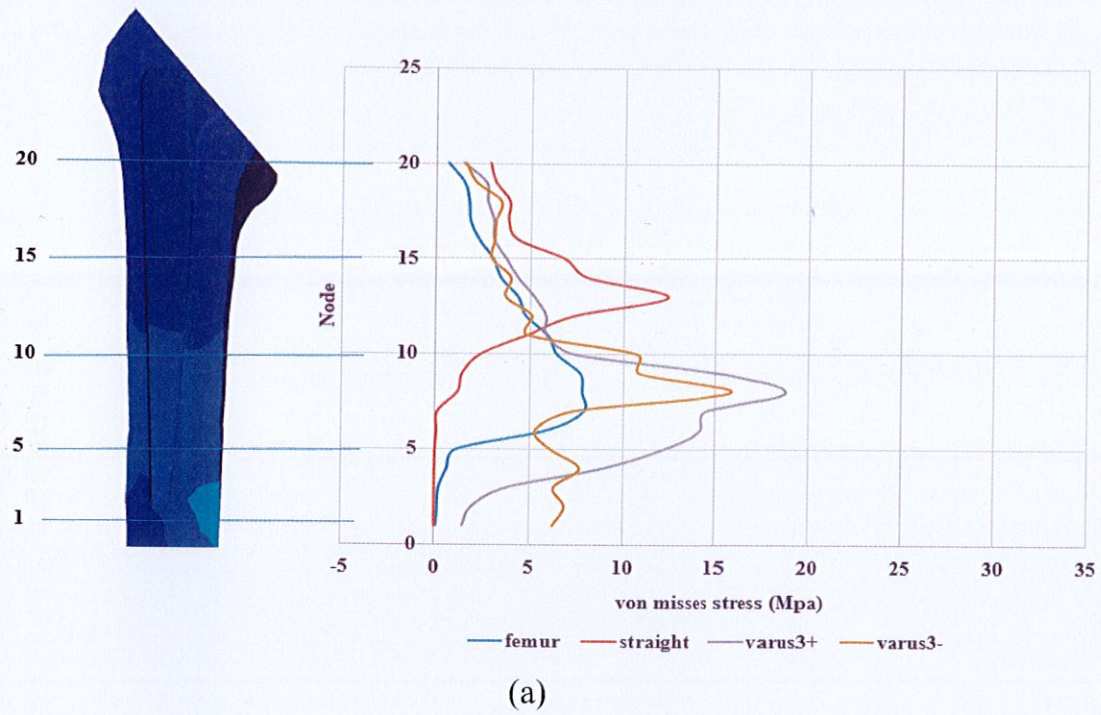 20
15
10
5
1
25
20
15
10
5
0
Node
-5 0 5 10 15 20 25 30 35
von misses stress (Mpa)
femur straight varus3+ varus3-
(a)